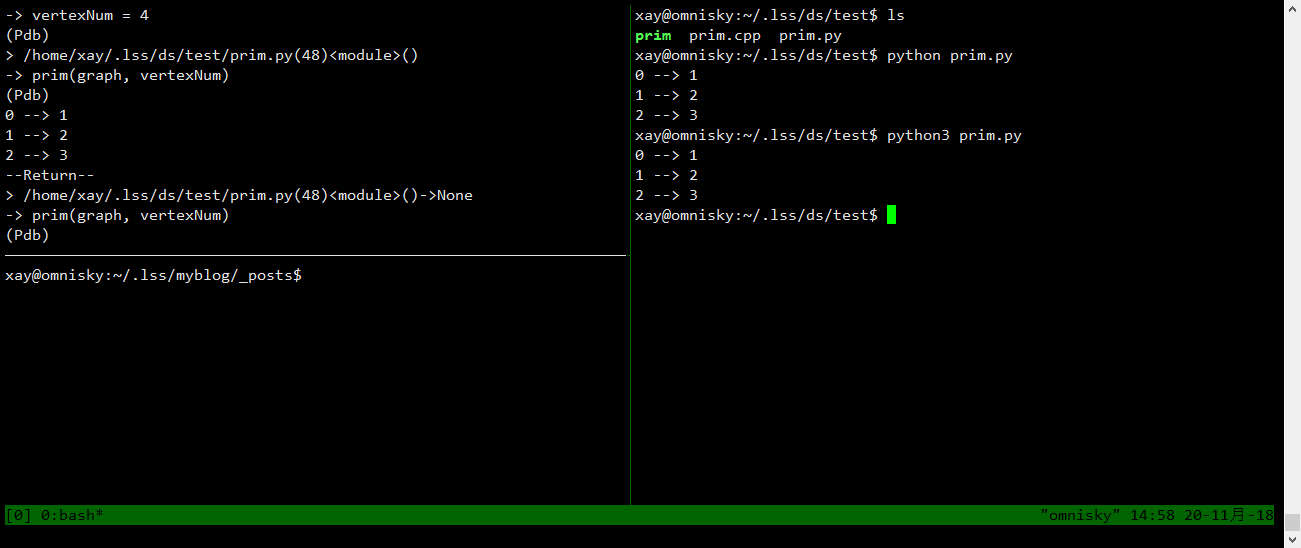 -> vertexNum = 4
(Pdb)
> /home/xay/.lss/ds/test/prim.py(48)<module>()
-> prim(graph, vertexNum)
(Pdb)
0 --> 1
1 --> 2
2 --> 3
--Return--
> /home/xay/.lss/ds/test/prim.py(48)<module>()->None
-> prim(graph, vertexNum)
(Pdb)
xay@omnisky:~/.lss/myblog/_posts$
xay@omnisky:~/.lss/ds/test$ ls
prim  prim.cpp  prim.py
xay@omnisky:~/.lss/ds/test$ python prim.py
0 --> 1
1 --> 2
2 --> 3
xay@omnisky:~/.lss/ds/test$ python3 prim.py
0 --> 1
1 --> 2
2 --> 3
xay@omnisky:~/.lss/ds/test$
[0] 0:bash* "omnisky" 14:58 20-11月-18